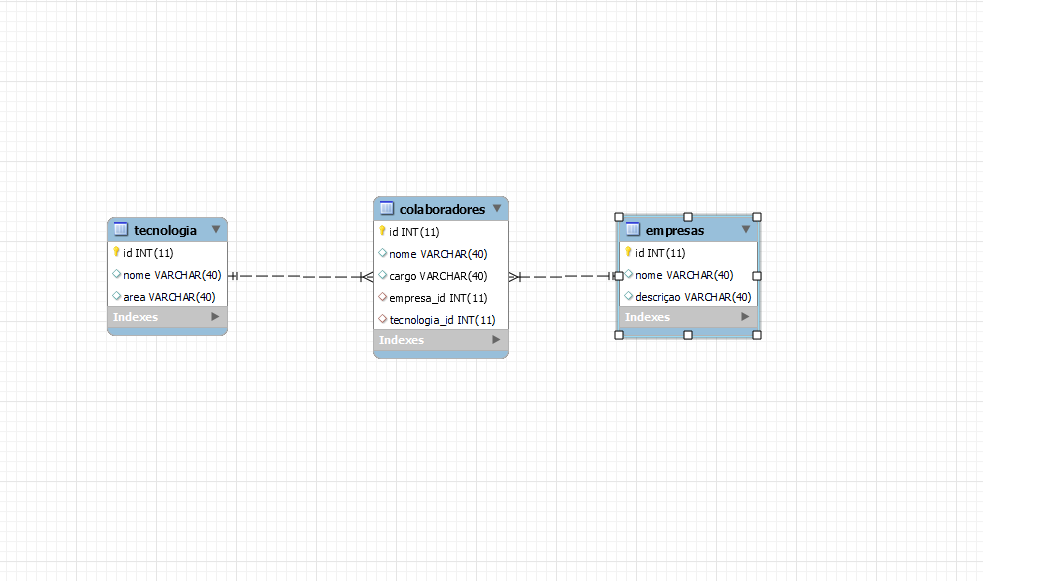 tecnologia
id INT(11)
nome VARCHAR(40)
area VARCHAR(40)
Indexes
colaboradores
id INT(11)
nome VARCHAR(40)
cargo VARCHAR(40)
empresa_id INT(11)
tecnologia_id INT(11)
Indexes
empresas
id INT(11)
nome VARCHAR(40)
descriçao VARCHAR(40)
Indexes